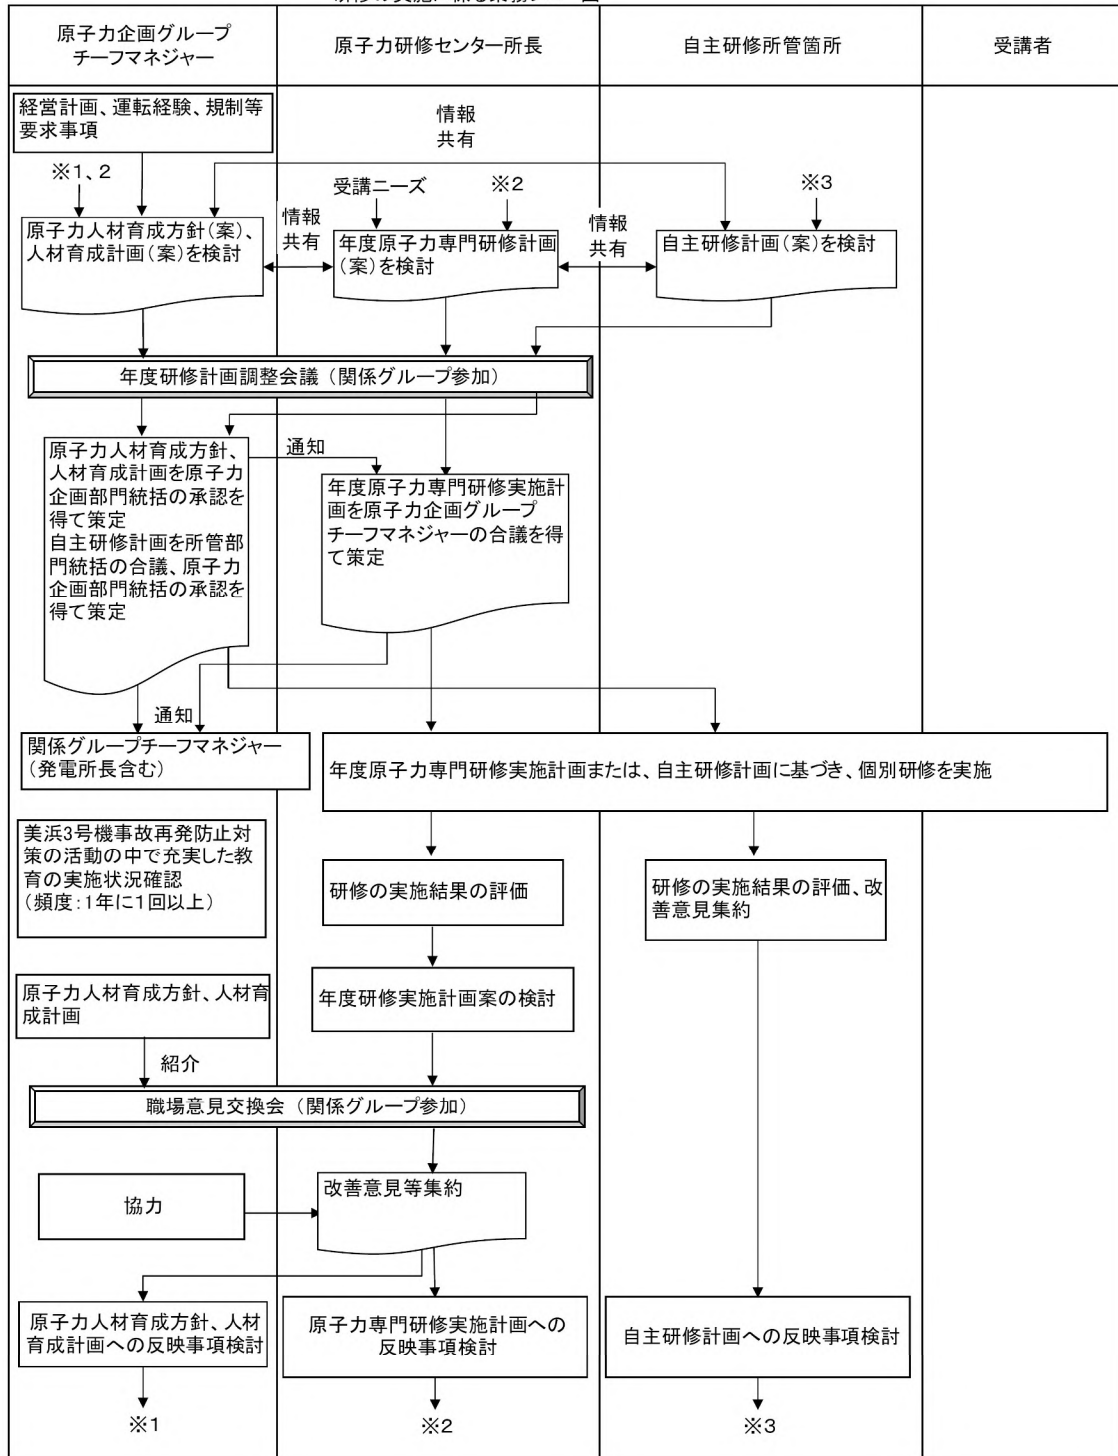 原子力企画グループ
チーフマネジャー
原子力研修センター所長
自主研修所管箇所
受講者
経営計画、運転経験、規制等
要求事項
情報
共有
※1、2
受講ニーズ
※2
※3
原子力人材育成方針(案)、
人材育成計画(案)を検討
情報
共有
年度原子力専門研修計画
(案)を検討
情報
共有
自主研修計画(案)を検討
年度研修計画調整会議(関係グループ参加)
原子力人材育成方針、
人材育成計画を原子力
企画部門統括の承認を
得て策定
自主研修計画を所管部
門統括の合議、原子力
企画部門統括の承認を
得て策定
通知
年度原子力専門研修実施計
画を原子力企画グループ
チーフマネジャーの合議を得
て策定
通知
関係グループチーフマネジャー
(発電所長含む)
年度原子力専門研修実施計画または、自主研修計画に基づき、個別研修を実施
美浜3号機事故再発防止対
策の活動の中で充実した教
育の実施状況確認
(頻度:1年に1回以上)
研修の実施結果の評価
研修の実施結果の評価、改
善意見集約
原子力人材育成方針、人材育
成計画
年度研修実施計画案の検討
紹介
職場意見交換会(関係グループ参加)
協力
改善意見等集約
原子力人材育成方針、人材
育成計画への反映事項検討
原子力専門研修実施計画への
反映事項検討
自主研修計画への反映事項検討
※1
※2
※3